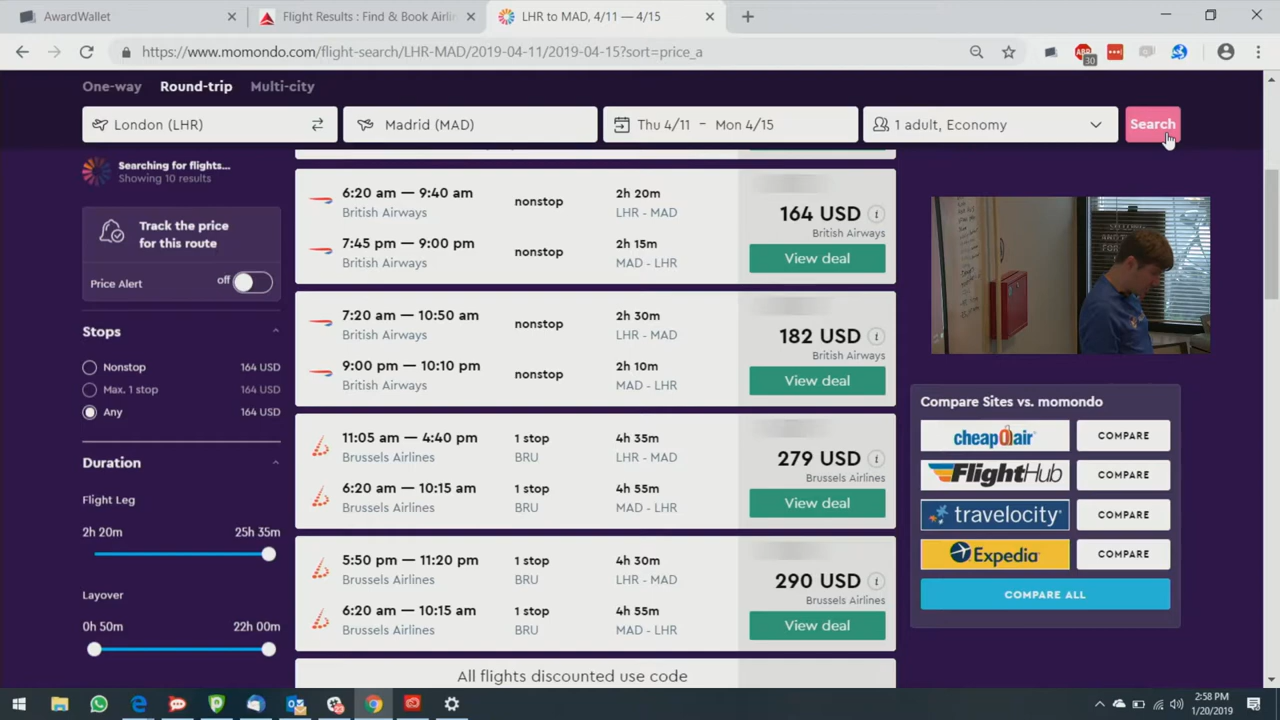 AwardWallet
Flight Results : Find & Book Airlin
LHR to MAD, 4/11 — 4/15
https://www.momondo.com/flight-search/LHR-MAD/2019-04-11/2019-04-15?sort=price_a
ABP
30
One-way
Round-trip
Multi-city
London (LHR)
Madrid (MAD)
Thu 4/11 – Mon 4/15
1 adult, Economy
Search
Searching for flights...
Showing 10 results
Track the price
for this route
Price Alert
off
Stops
Nonstop 164 USD
Max. 1 stop 164 USD
Any 164 USD
Duration
Flight Leg
2h 20m 25h 35m
Layover
0h 50m 22h 00m
6:20 am — 9:40 am nonstop 2h 20m
British Airways LHR – MAD
7:45 pm — 9:00 pm nonstop 2h 15m
British Airways MAD – LHR
164 USD i
British Airways
View deal
7:20 am — 10:50 am nonstop 2h 30m
British Airways LHR – MAD
9:00 pm — 10:10 pm nonstop 2h 10m
British Airways MAD – LHR
182 USD i
British Airways
View deal
11:05 am — 4:40 pm 1 stop 4h 35m
Brussels Airlines BRU LHR – MAD
6:20 am — 10:15 am 1 stop 4h 55m
Brussels Airlines BRU MAD – LHR
279 USD i
Brussels Airlines
View deal
5:50 pm — 11:20 pm 1 stop 4h 30m
Brussels Airlines BRU LHR – MAD
6:20 am — 10:15 am 1 stop 4h 55m
Brussels Airlines BRU MAD – LHR
290 USD i
Brussels Airlines
View deal
All flights discounted use code
Compare Sites vs. momondo
cheapOair COMPARE
FlightHub COMPARE
travelocity COMPARE
Expedia COMPARE
COMPARE ALL
2:58 PM
1/20/2019